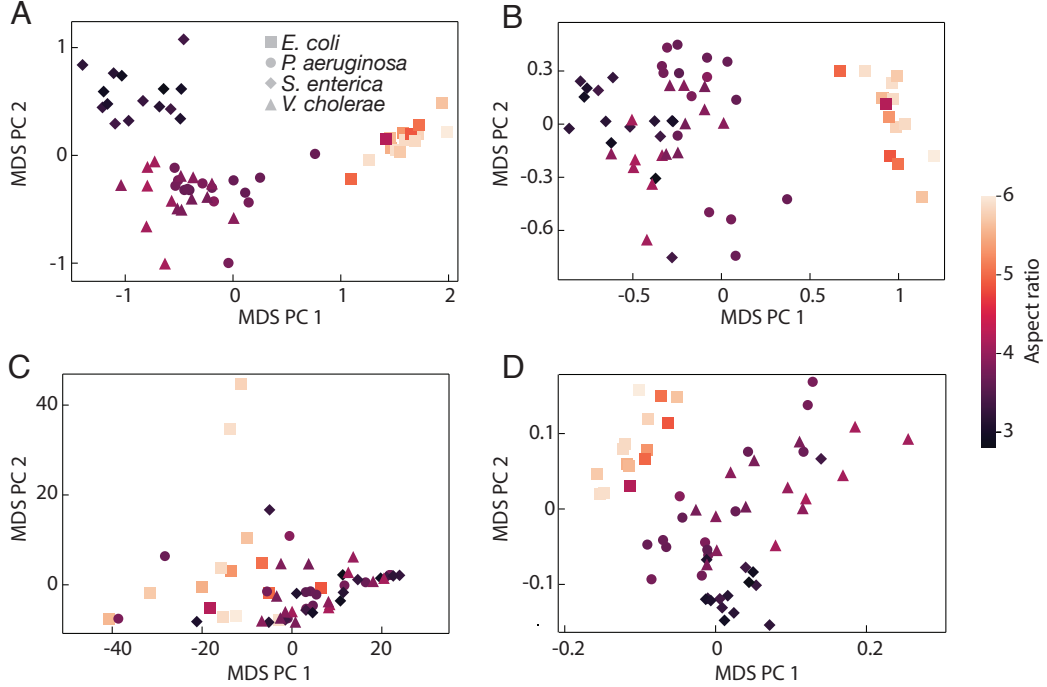 A
MDS PC 2
1
0
-1
-1
0
1
2
MDS PC 1
E. coli
P. aeruginosa
S. enterica
V. cholerae
B
MDS PC 2
0.3
0
-0.3
-0.6
-0.5
0
0.5
1
MDS PC 1
C
MDS PC 2
40
20
0
-40
-20
0
20
MDS PC 1
D
MDS PC 2
0.1
0
-0.1
-0.2
0
0.2
MDS PC 1
6
5
4
3
Aspect ratio